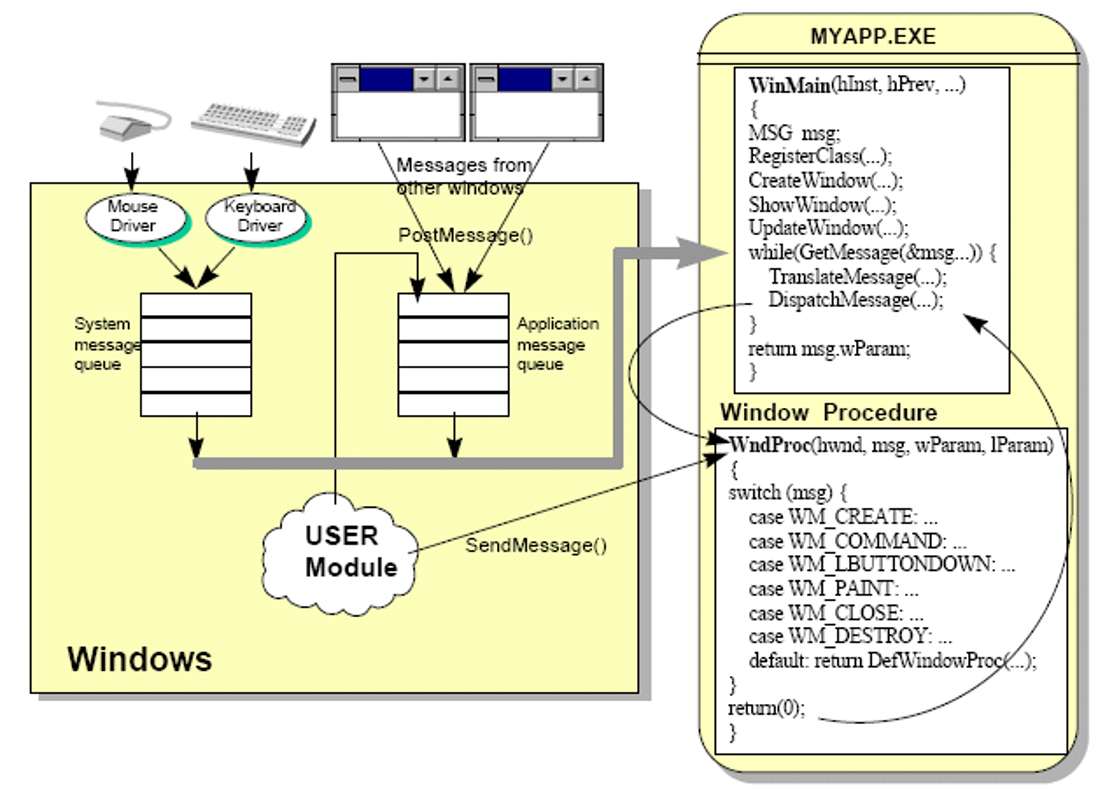 MYAPP.EXE
WinMain(hInst, hPrev, ...)
{
MSG  msg;
RegisterClass(...);
CreateWindow(...);
ShowWindow(...);
UpdateWindow(...);
while(GetMessage(&msg...)) {
TranslateMessage(...);
DispatchMessage(...);
}
return msg.wParam;
}
Window  Procedure
WndProc(hwnd, msg, wParam, lParam)
{
switch (msg) {
case WM_CREATE: ...
case WM_COMMAND: ...
case WM_LBUTTONDOWN: ...
case WM_PAINT: ...
case WM_CLOSE: ...
case WM_DESTROY: ...
default: return DefWindowProc(...);
}
return(0);
}
Messages from
other windows
Mouse
Driver
Keyboard
Driver
PostMessage()
System
message
queue
Application
message
queue
USER
Module
SendMessage()
Windows